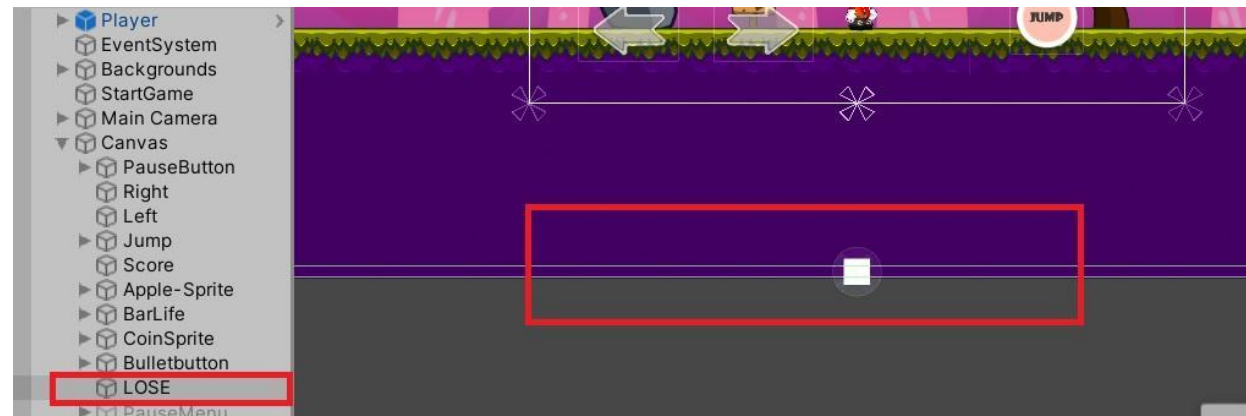 Player
EventSystem
Backgrounds
StartGame
Main Camera
Canvas
PauseButton
Right
Left
Jump
Score
Apple-Sprite
BarLife
CoinSprite
Bulletbutton
LOSE
PauseMenu
JUMP